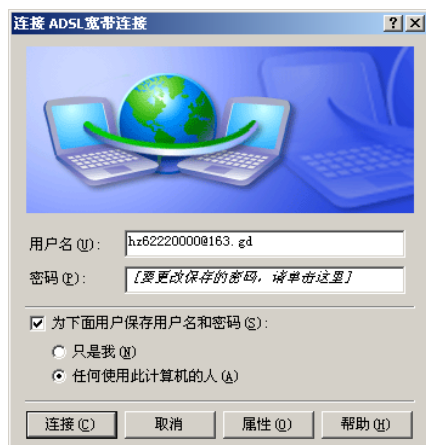 连接 ADSL宽带连接
用户名(U): hz62220000@163.gd
密码(P): [要更改保存的密码，请单击这里]
为下面用户保存用户名和密码(S):
只是我(N)
任何使用此计算机的人(A)
连接(C) 取消 属性(O) 帮助(H)